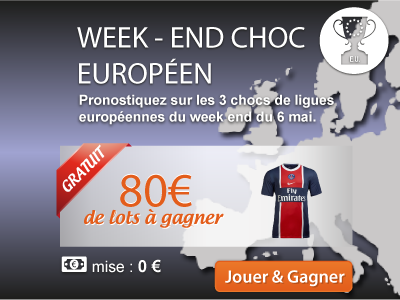 WEEK - END CHOC
EUROPÉEN
EU
Pronostiquez sur les 3 chocs de ligues
européennes du week end du 6 mai.
GRATUIT
80€
de lots à gagner
Fly
Emirates
mise : 0 €
Jouer & Gagner